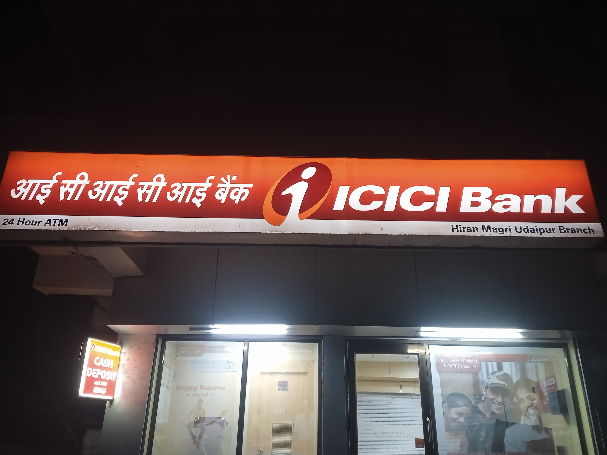 आई सी आई सी आई बैंक
i ICICI Bank
24 Hour ATM
Hiran Magri Udaipur Branch
CASH
DEPOSIT
Happy Returns